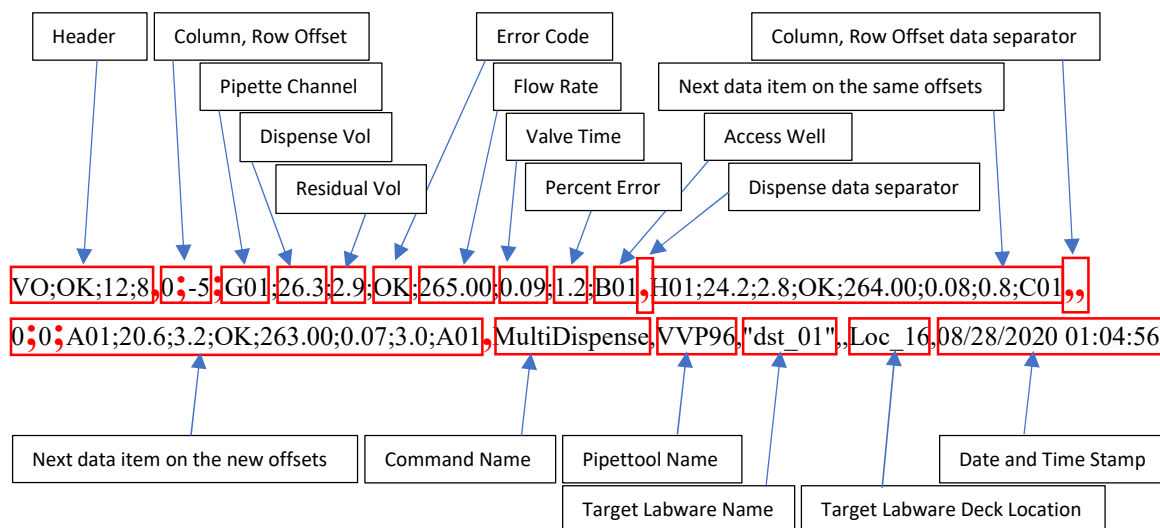 Header
Column, Row Offset
Error Code
Column, Row Offset data separator
Pipette Channel
Flow Rate
Next data item on the same offsets
Dispense Vol
Valve Time
Access Well
Residual Vol
Percent Error
Dispense data separator
VO;OK;12;8,0;-5;G01;26.3;2.9;OK;265.00;0.09;1.2;B01,H01;24.2;2.8;OK;264.00;0.08;0.8;C01,,
0;0;A01;20.6;3.2;OK;263.00;0.07;3.0;A01,MultiDispense,VVP96,"dst_01",,Loc_16,08/28/2020 01:04:56
Next data item on the new offsets
Command Name
Pipettool Name
Date and Time Stamp
Target Labware Name
Target Labware Deck Location